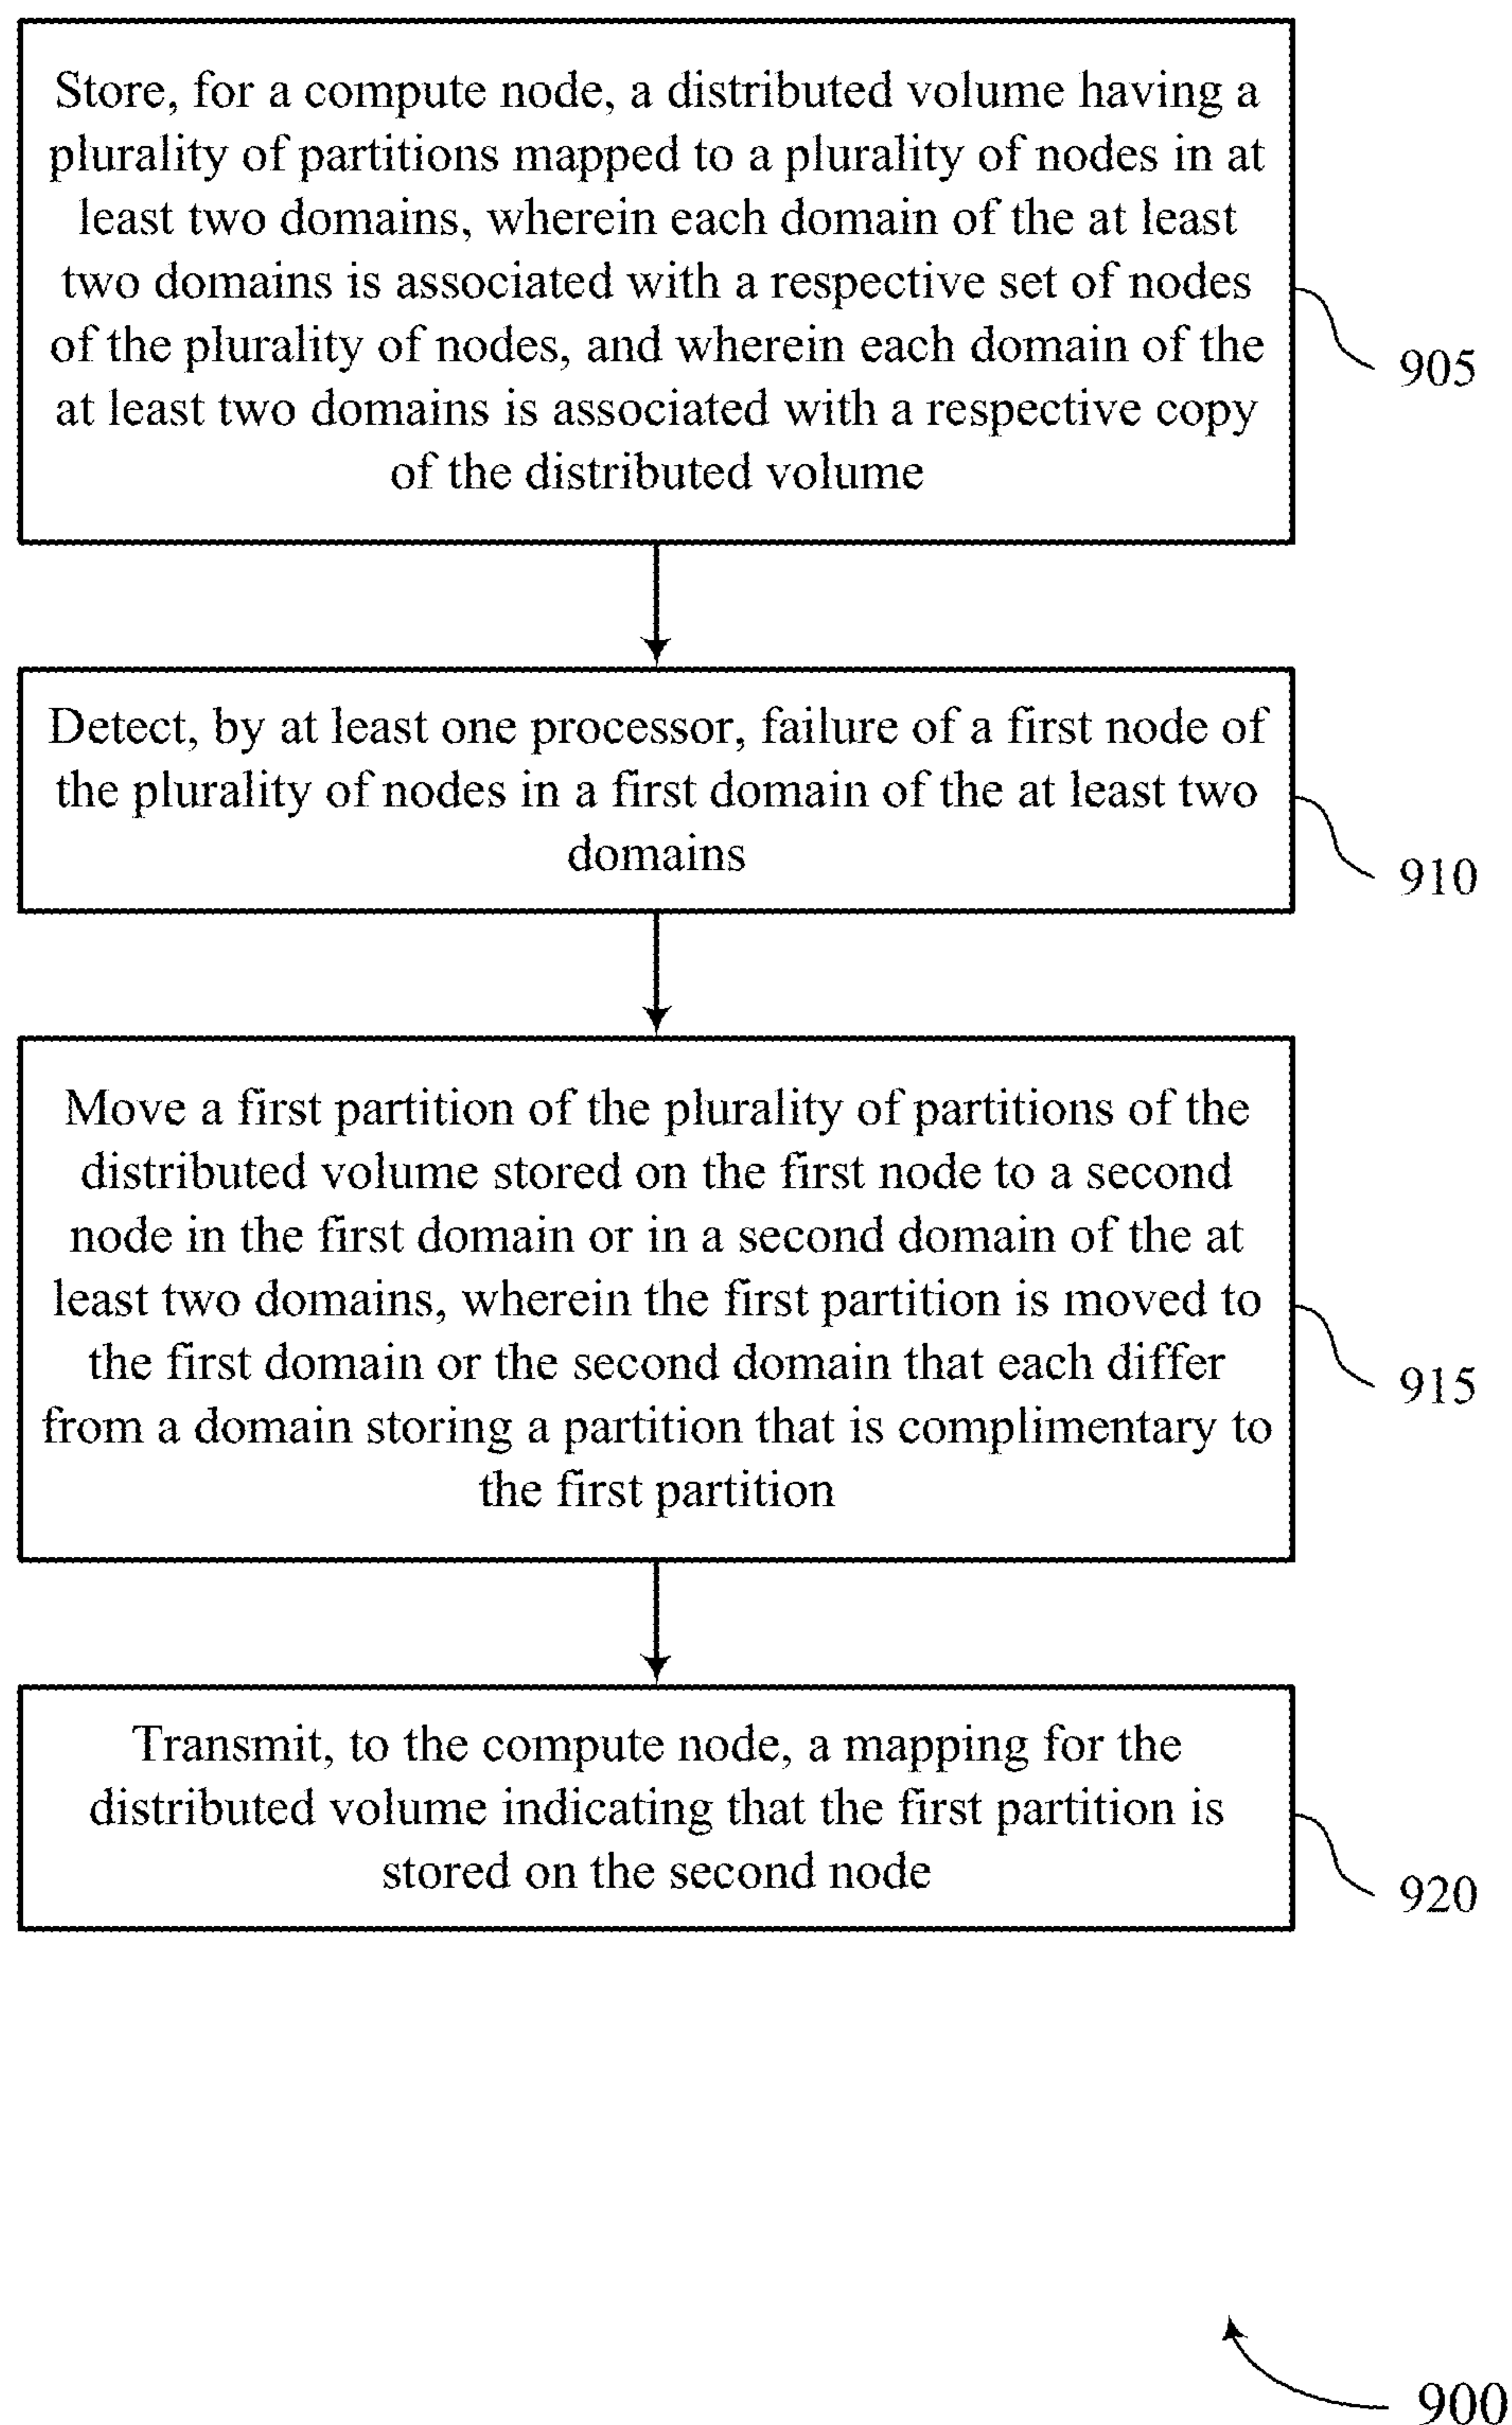 Store, for a compute node, a distributed volume having a
plurality of partitions mapped to a plurality of nodes in at
least two domains, wherein each domain of the at least
two domains is associated with a respective set of nodes
of the plurality of nodes, and wherein each domain of the
at least two domains is associated with a respective copy
of the distributed volume
905
Detect, by at least one processor, failure of a first node of
the plurality of nodes in a first domain of the at least two
domains
910
Move a first partition of the plurality of partitions of the
distributed volume stored on the first node to a second
node in the first domain or in a second domain of the at
least two domains, wherein the first partition is moved to
the first domain or the second domain that each differ
from a domain storing a partition that is complimentary to
the first partition
915
Transmit, to the compute node, a mapping for the
distributed volume indicating that the first partition is
stored on the second node
920
900